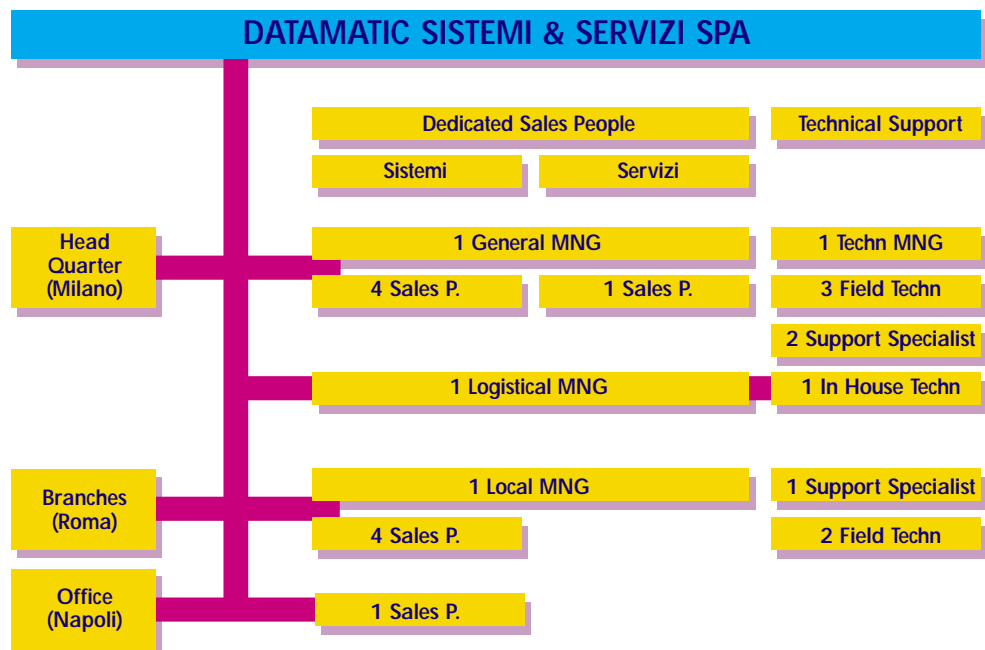 DATAMATIC SISTEMI & SERVIZI SPA
Dedicated Sales People
Technical Support
Sistemi
Servizi
Head
Quarter
(Milano)
1 General MNG
1 Techn MNG
4 Sales P.
1 Sales P.
3 Field Techn
2 Support Specialist
1 Logistical MNG
1 In House Techn
Branches
(Roma)
1 Local MNG
1 Support Specialist
4 Sales P.
2 Field Techn
Office
(Napoli)
1 Sales P.